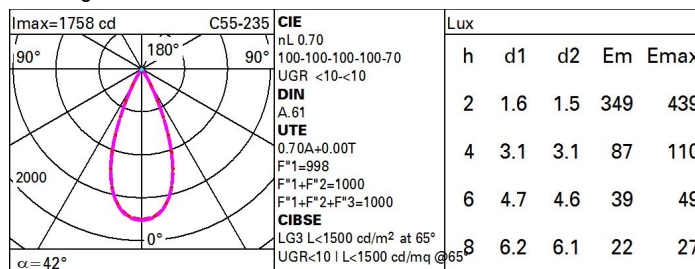 Imax=1758 cd C55-235
90° 180° 90°
2000
0°
α=42°
CIE
nL 0.70
100-100-100-100-70
UGR <10-<10
DIN
A.61
UTE
0.70A+0.00T
F"1=998
F"1+F"2=1000
F"1+F"2+F"3=1000
CIBSE
LG3 L<1500 cd/m² at 65°
UGR<10 | L<1500 cd/mq @65°
Lux
h d1 d2 Em Emax
2 1.6 1.5 349 439
4 3.1 3.1 87 110
6 4.7 4.6 39 49
8 6.2 6.1 22 27